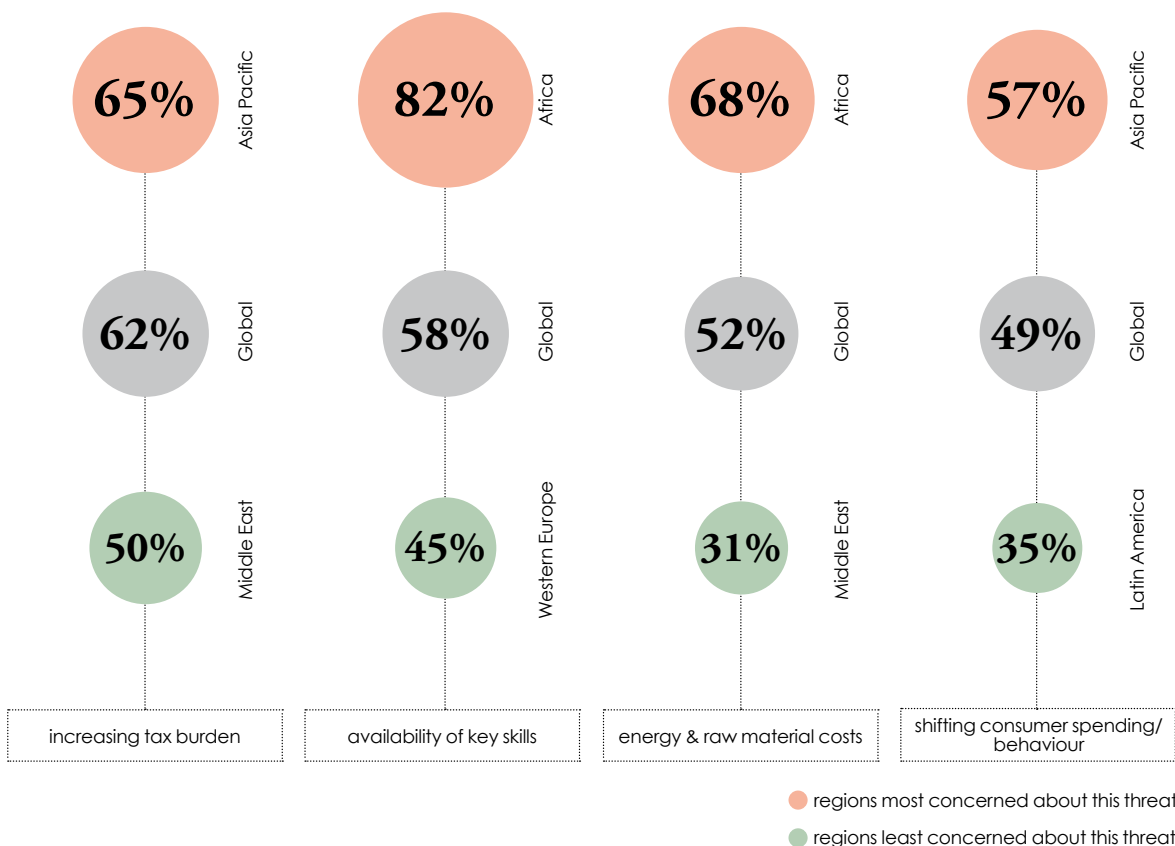 65%
Asia Pacific
82%
Africa
68%
Africa
57%
Asia Pacific
62%
Global
58%
Global
52%
Global
49%
Global
50%
Middle East
45%
Western Europe
31%
Middle East
35%
Latin America
increasing tax burden
availability of key skills
energy & raw material costs
shifting consumer spending/
behaviour
regions most concerned about this threat
regions least concerned about this threat